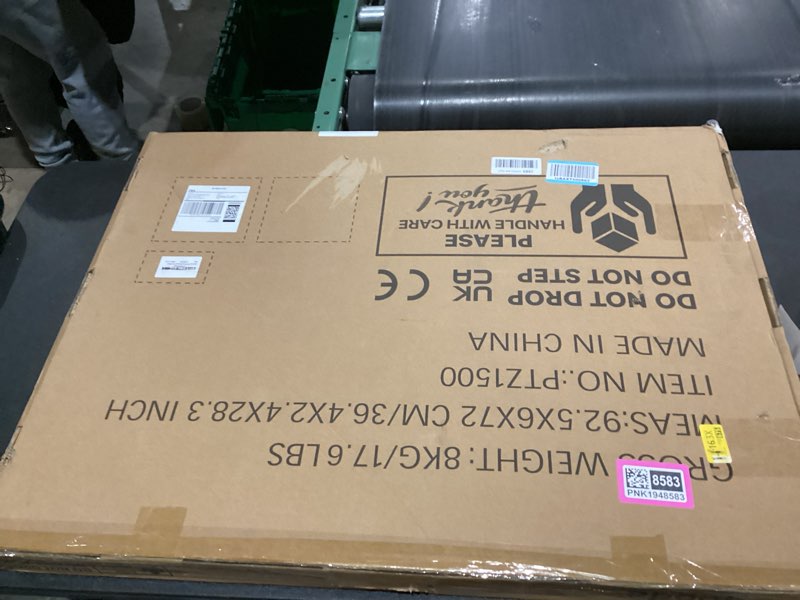 GROSS WEIGHT: 8KG/17.6LBS
MEAS:92.5X6X72 CM/36.4X2.4X28.3 INCH
ITEM NO.:PTZ1500
MADE IN CHINA
DO NOT DROP
DO NOT STEP
UK
CA
CE
PLEASE
HANDLE WITH CARE
thank
you!
8583
PNK1948583